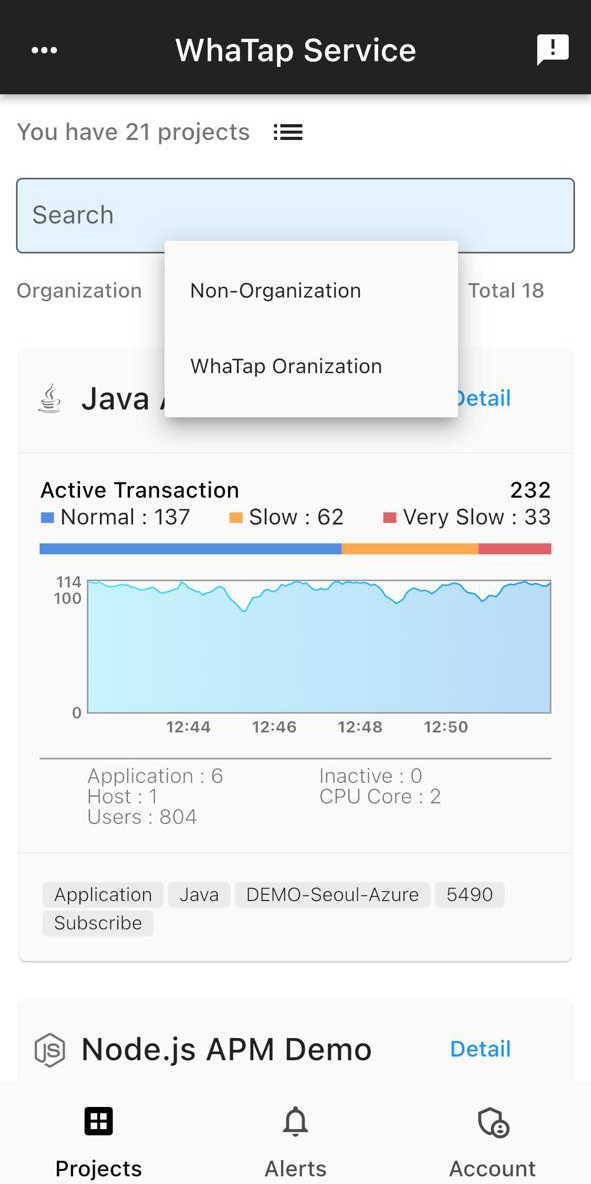 WhaTap Service
You have 21 projects
Search
Organization
Non-Organization
Total 18
WhaTap Oranization
Java
Detail
Active Transaction 232
Normal : 137 Slow : 62 Very Slow : 33
114
100
0
12:44 12:46 12:48 12:50
Application : 6 Inactive : 0
Host : 1 CPU Core : 2
Users : 804
Application Java DEMO-Seoul-Azure 5490
Subscribe
JS Node.js APM Demo Detail
Projects Alerts Account